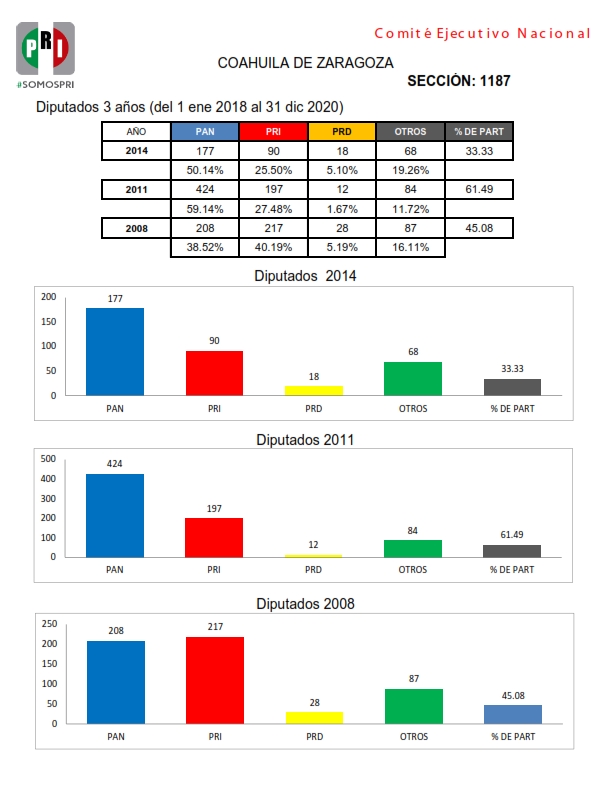 Comité Ejecutivo Nacional
PRI
#SOMOSPRI
COAHUILA DE ZARAGOZA
SECCIÓN: 1187
Diputados 3 años (del 1 ene 2018 al 31 dic 2020)
AÑO PAN PRI PRD OTROS % DE PART
2014 177 90 18 68 33.33
50.14% 25.50% 5.10% 19.26%
2011 424 197 12 84 61.49
59.14% 27.48% 1.67% 11.72%
2008 208 217 28 87 45.08
38.52% 40.19% 5.19% 16.11%
Diputados 2014
200
150
100
50
0
177 90 18 68 33.33
PAN PRI PRD OTROS % DE PART
Diputados 2011
500
400
300
200
100
0
424 197 12 84 61.49
PAN PRI PRD OTROS % DE PART
Diputados 2008
250
200
150
100
50
0
208 217 28 87 45.08
PAN PRI PRD OTROS % DE PART